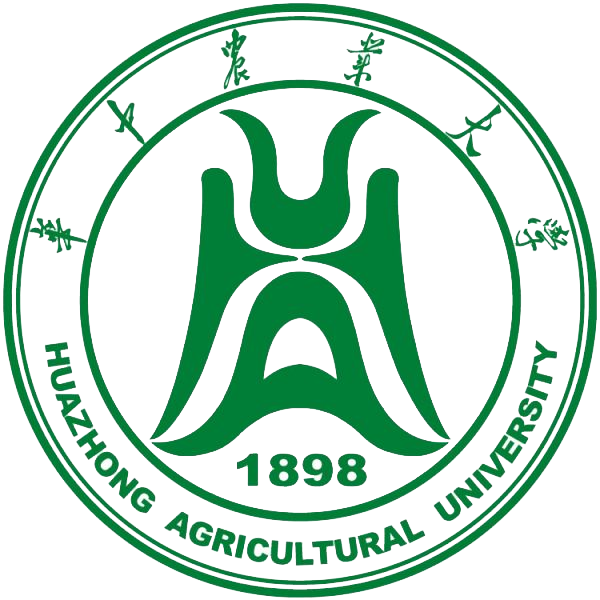 華中農業大學
1898
HUAZHONG AGRICULTURAL UNIVERSITY